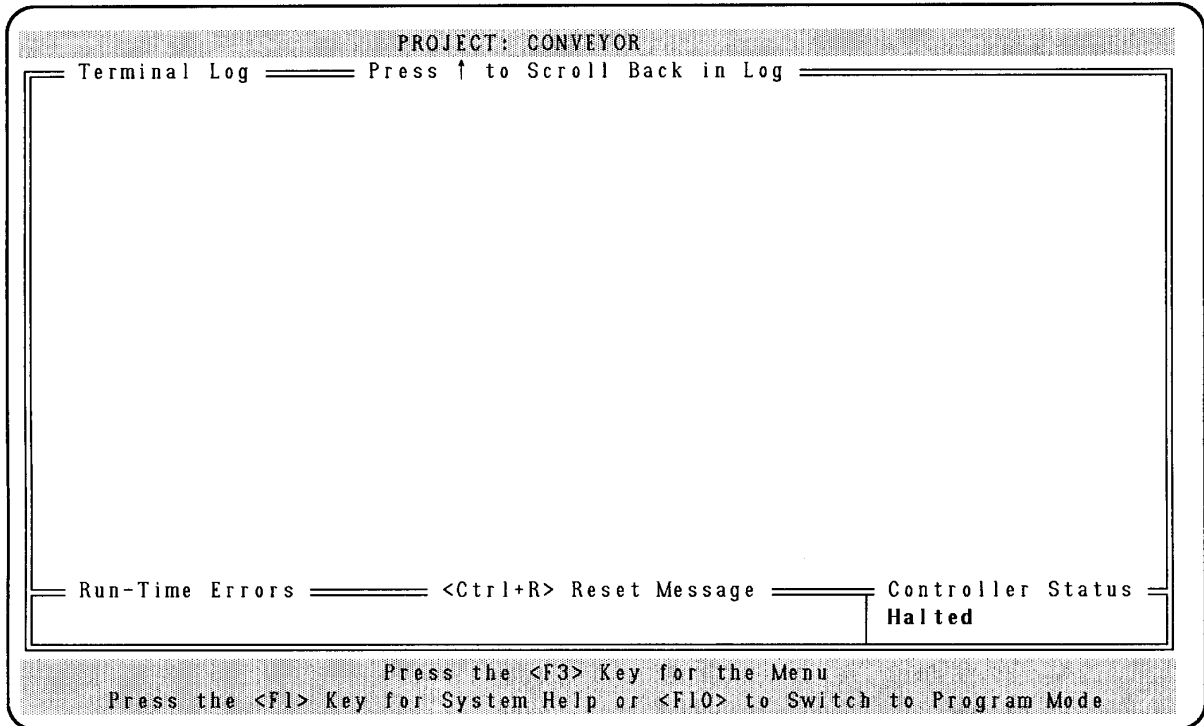 PROJECT: CONVEYOR
Terminal Log Press ↑ to Scroll Back in Log
Run-Time Errors <Ctrl+R> Reset Message Controller Status
Halted
Press the <F3> Key for the Menu
Press the <F1> Key for System Help or <F10> to Switch to Program Mode